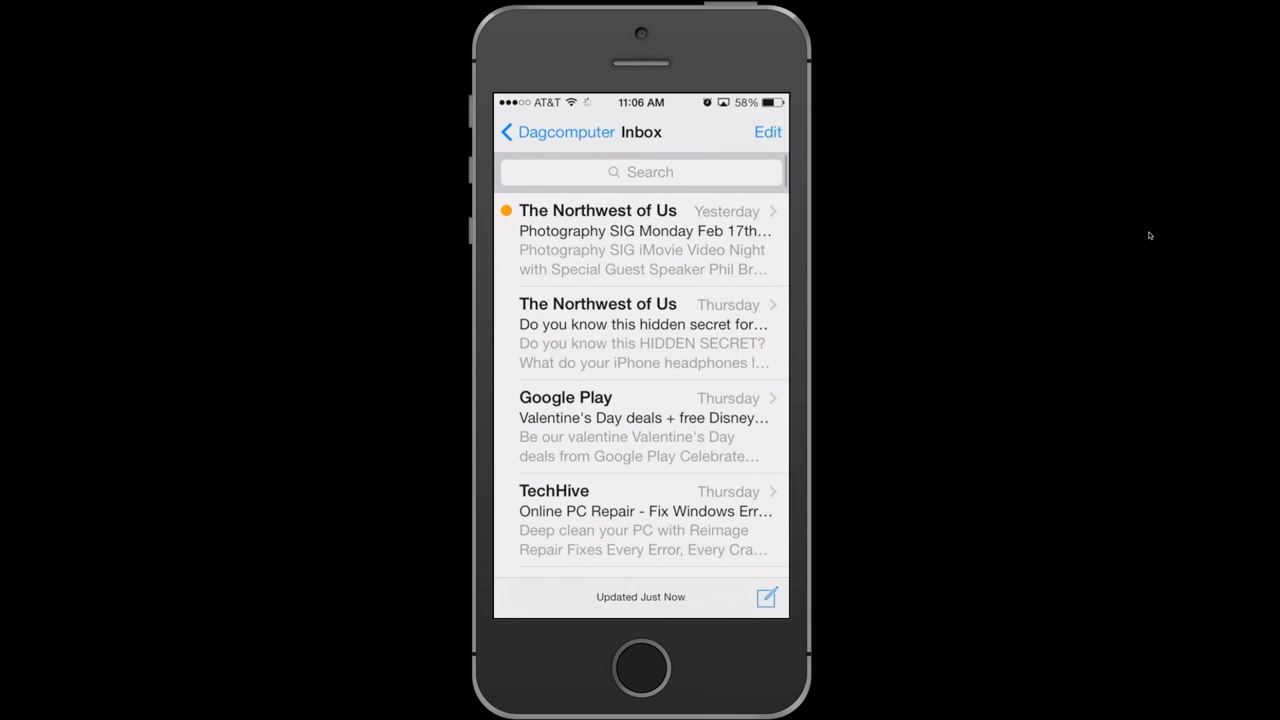 AT&T 11:06 AM 58%
Dagcomputer Inbox Edit
Search
The Northwest of Us Yesterday
Photography SIG Monday Feb 17th...
Photography SIG iMovie Video Night
with Special Guest Speaker Phil Br...
The Northwest of Us Thursday
Do you know this hidden secret for...
Do you know this HIDDEN SECRET?
What do your iPhone headphones l...
Google Play Thursday
Valentine's Day deals + free Disney...
Be our valentine Valentine's Day
deals from Google Play Celebrate...
TechHive Thursday
Online PC Repair - Fix Windows Err...
Deep clean your PC with Reimage
Repair Fixes Every Error, Every Cra...
Updated Just Now